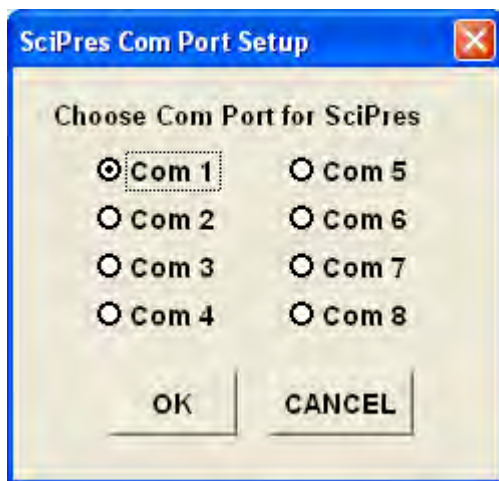 SciPres Com Port Setup
Choose Com Port for SciPres
Com 1 Com 5
Com 2 Com 6
Com 3 Com 7
Com 4 Com 8
OK CANCEL